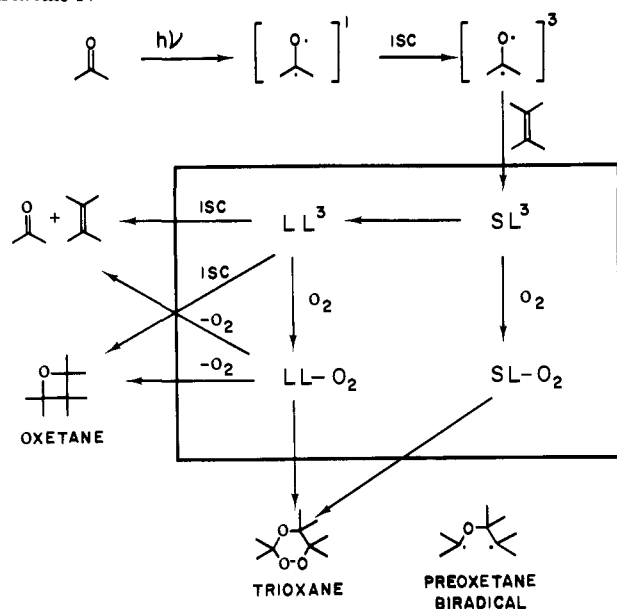 O
hν
[ O· ]¹
ISC
[ O· ]³
O
+
ISC
LL³
SL³
ISC
O₂
O₂
-O₂
O
-O₂
LL-O₂
SL-O₂
OXETANE
O
O-O
TRIOXANE
O
PREOXETANE
BIRADICAL